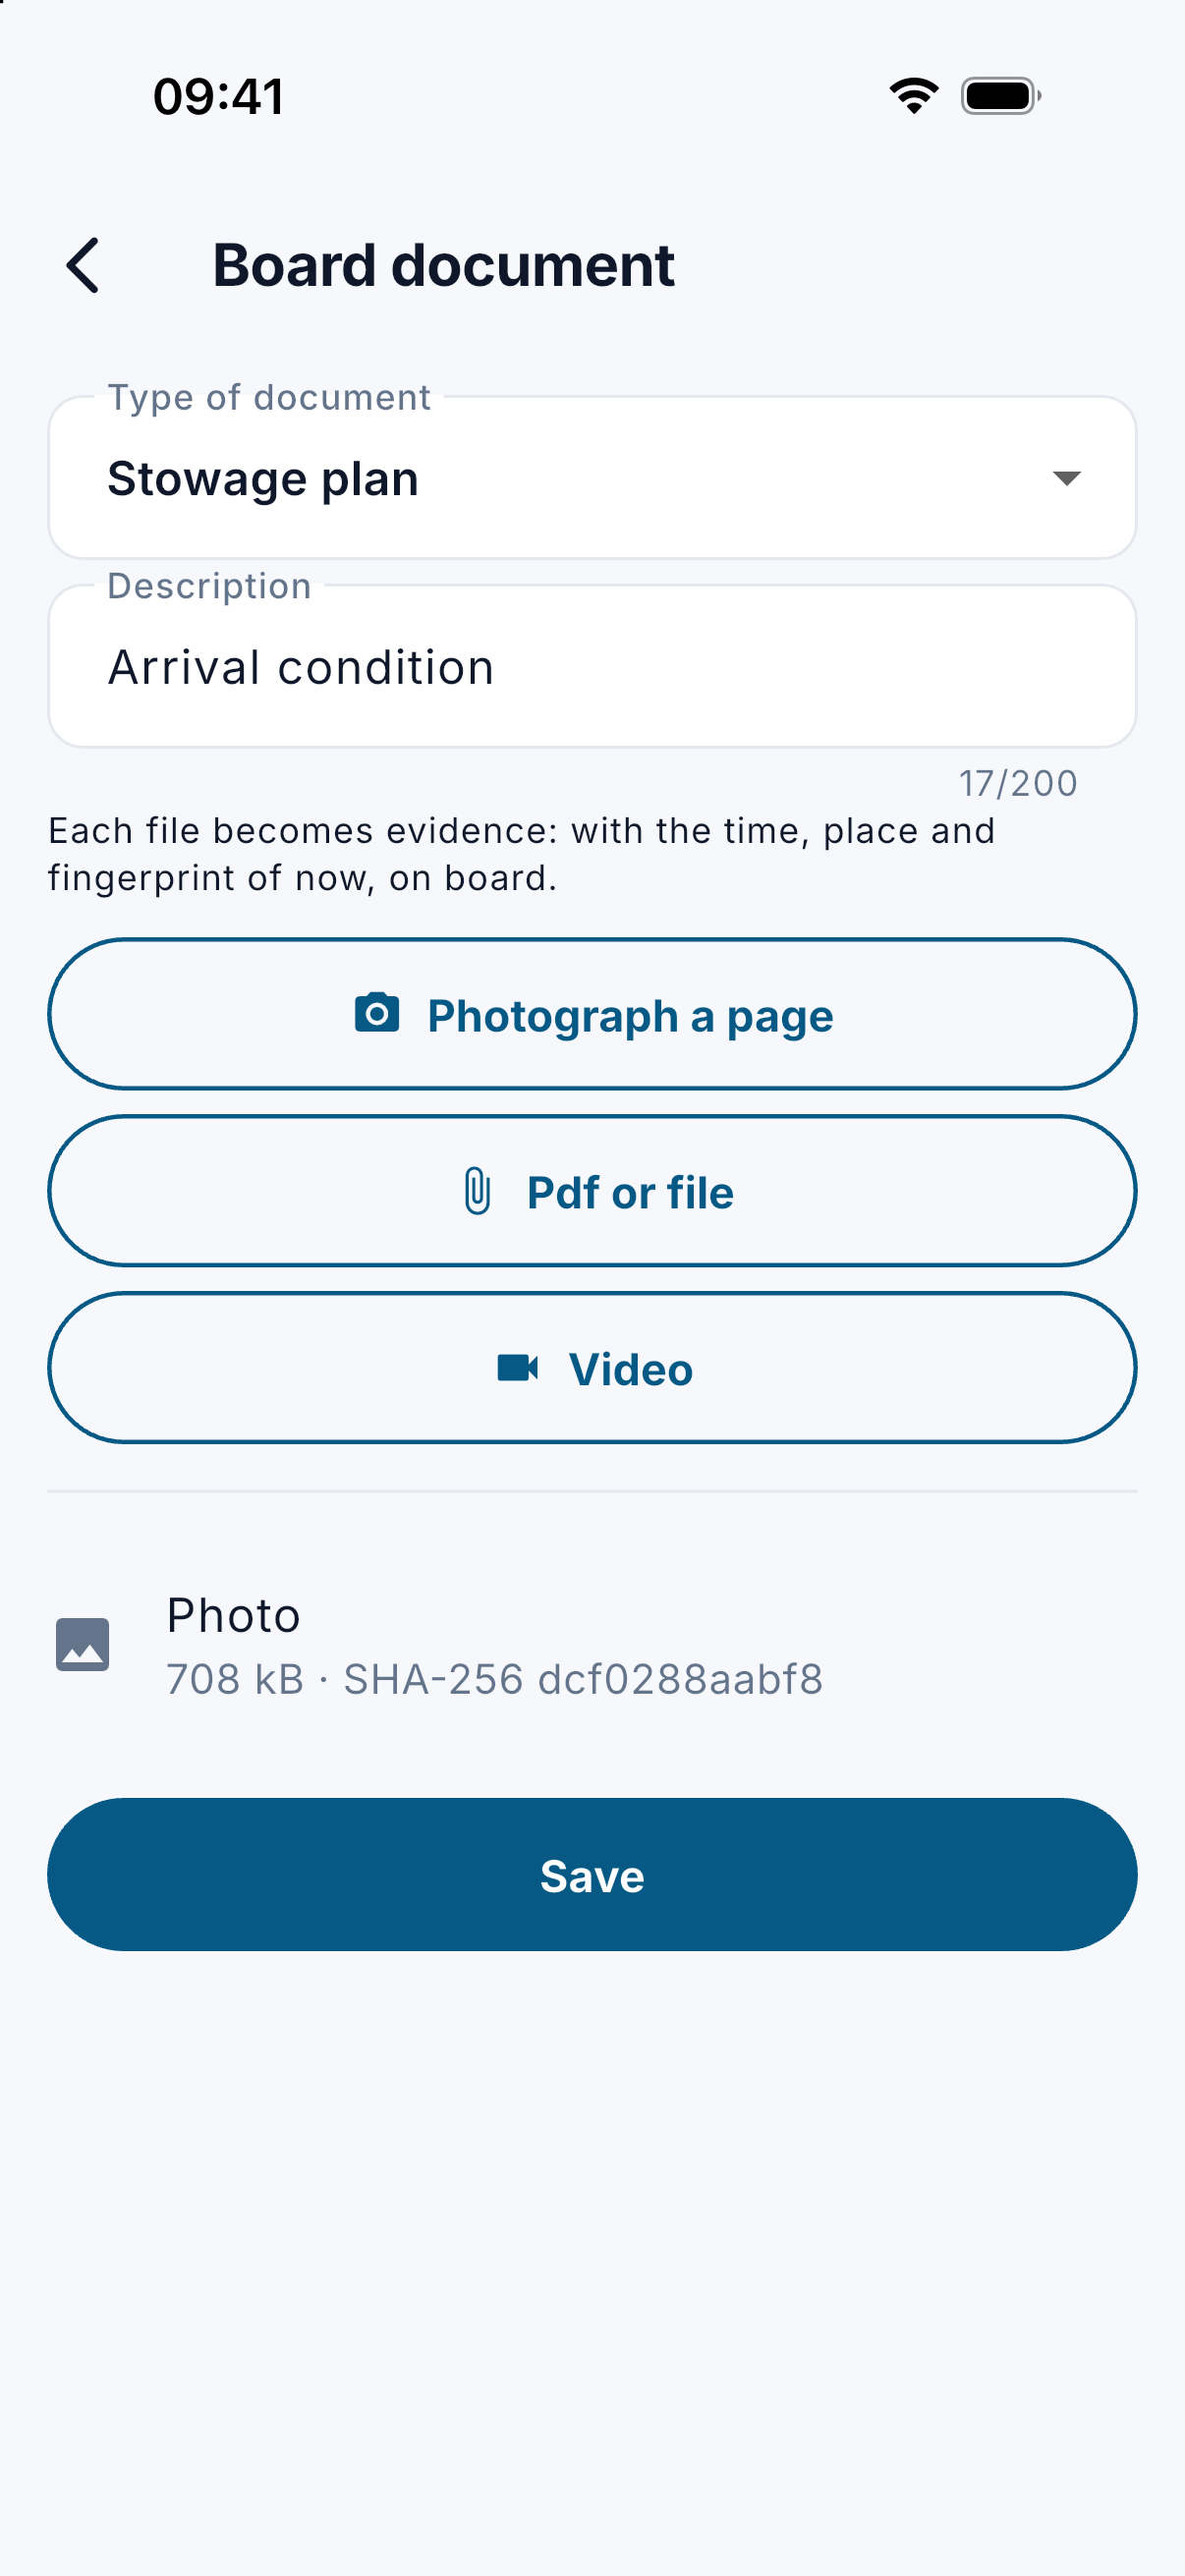 09:41
Board document
Type of document
Stowage plan
Description
Arrival condition
17/200
Each file becomes evidence: with the time, place and
fingerprint of now, on board.
Photograph a page
Pdf or file
Video
Photo
708 kB · SHA-256 dcf0288aabf8
Save